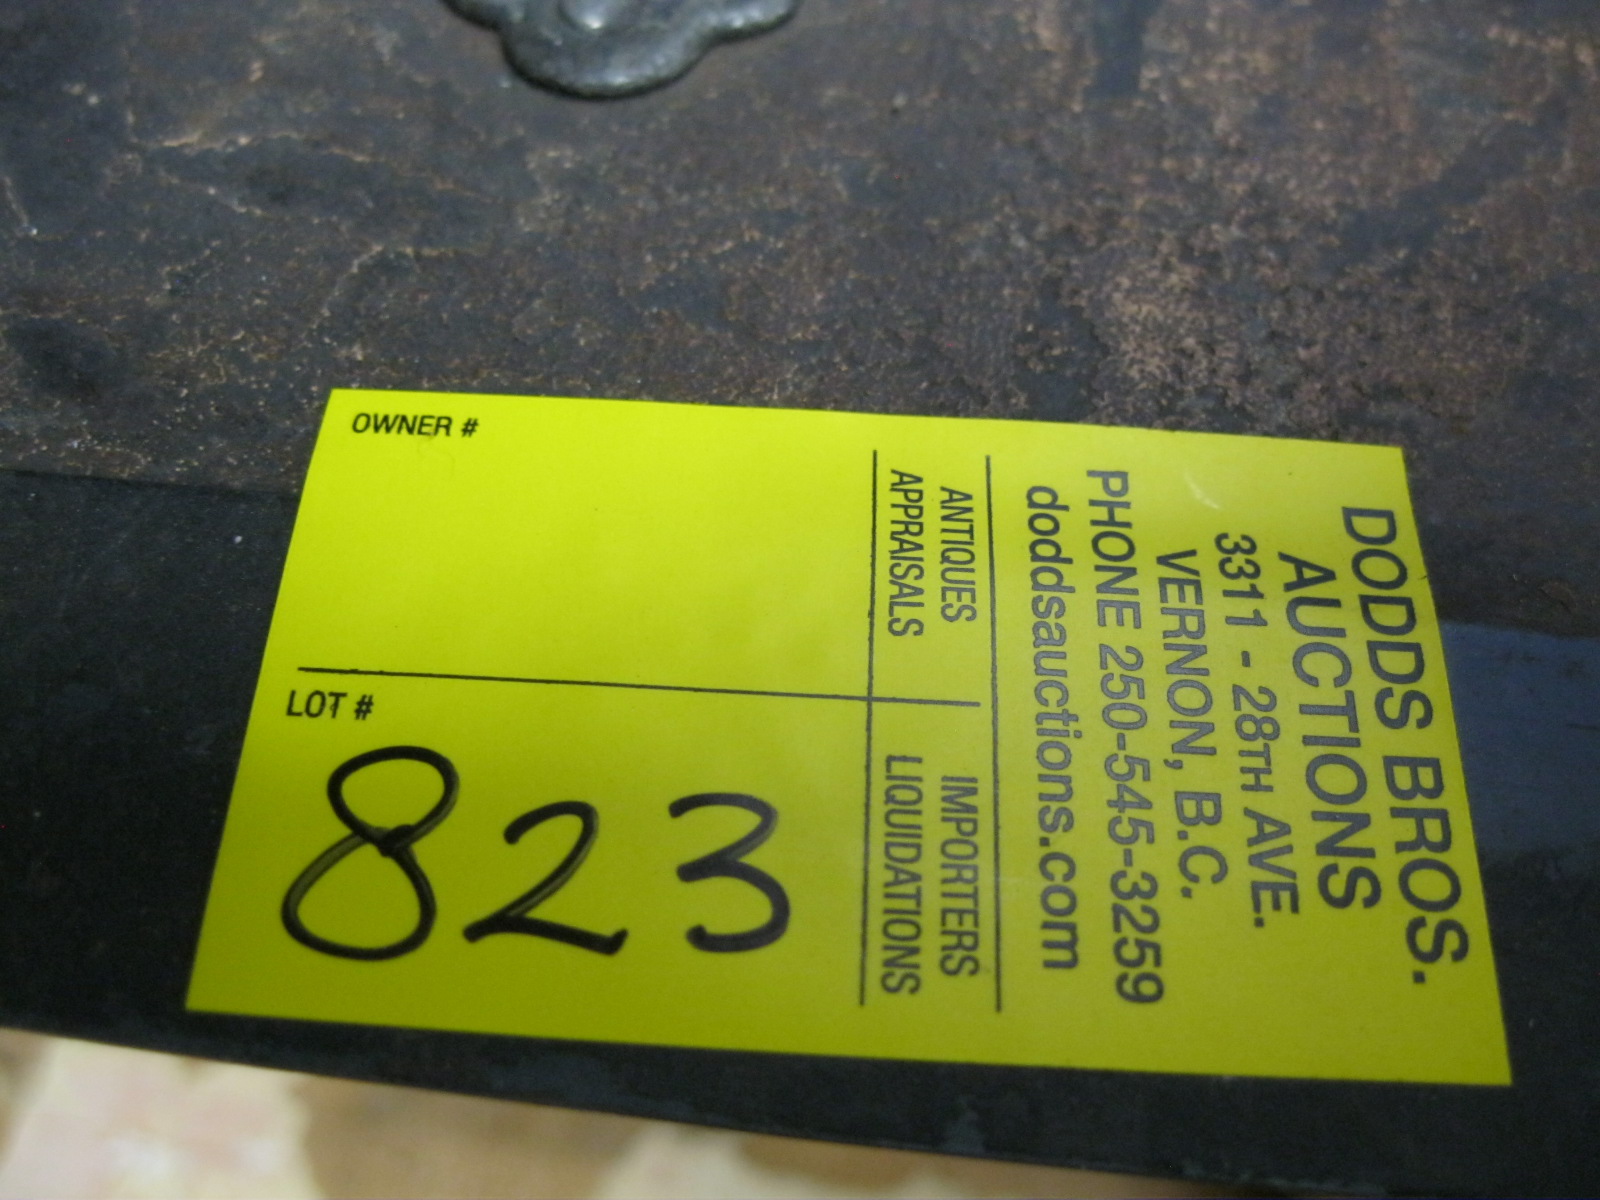 DODDS BROS.
AUCTIONS
3311 - 28TH AVE.
VERNON, B.C.
PHONE 250-545-3259
doddsauctions.com
ANTIQUES
APPRAISALS
IMPORTERS
LIQUIDATIONS
OWNER #
LOT #
823